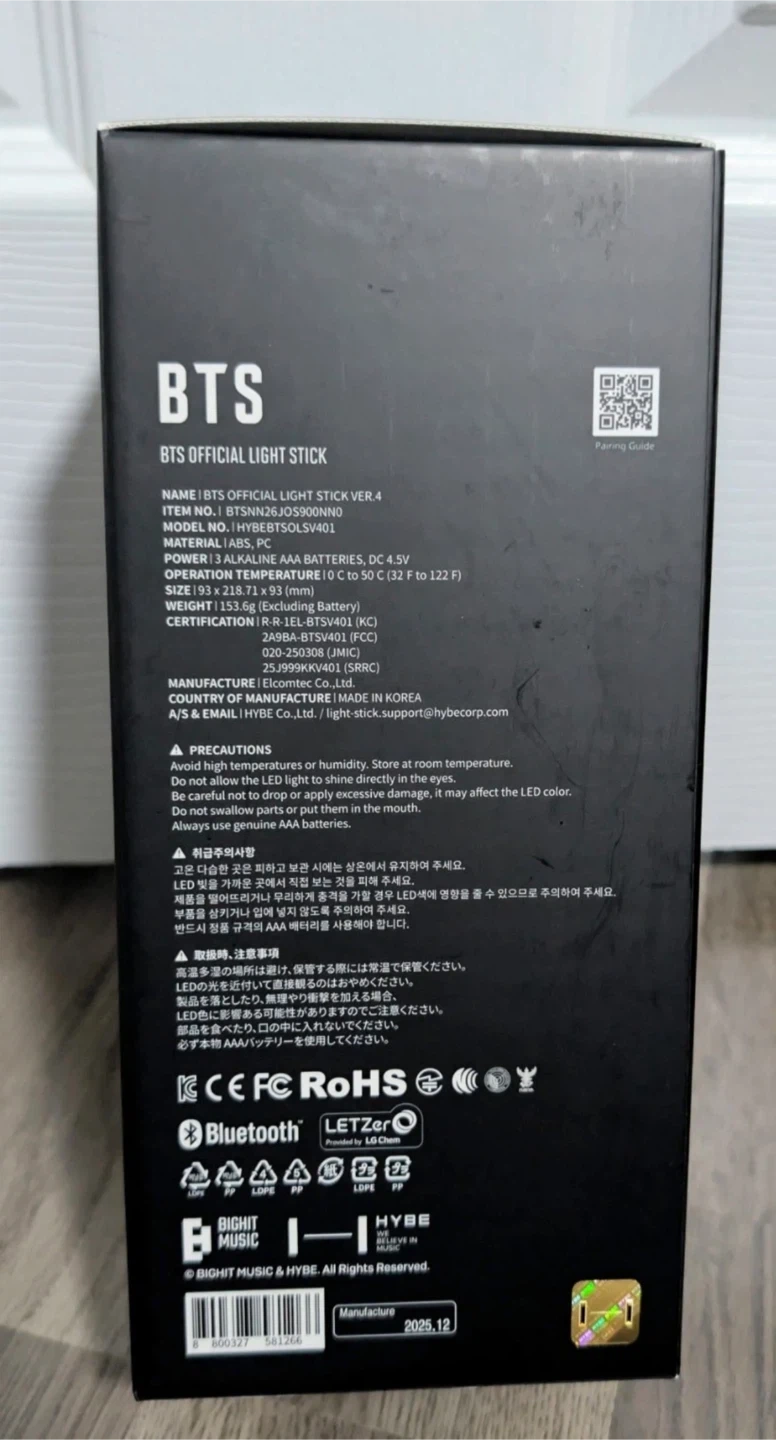 BTS
Pairing Guide
BTS OFFICIAL LIGHT STICK
NAME | BTS OFFICIAL LIGHT STICK VER.4
ITEM NO. | BTSNN26JOS900NN0
MODEL NO. | HYBEBTSOLSV401
MATERIAL | ABS, PC
POWER | 3 ALKALINE AAA BATTERIES, DC 4.5V
OPERATION TEMPERATURE | 0 C to 50 C (32 F to 122 F)
SIZE | 93 x 218.71 x 93 (mm)
WEIGHT | 153.6g (Excluding Battery)
CERTIFICATION | R-R-1EL-BTSV401 (KC)
2A9BA-BTSV401 (FCC)
020-250308 (JMIC)
25J999KKV401 (SRRC)
MANUFACTURE | Elcomtec Co.,Ltd.
COUNTRY OF MANUFACTURE | MADE IN KOREA
A/S & EMAIL | HYBE Co.,Ltd. / light-stick.support@hybecorp.com
PRECAUTIONS
Avoid high temperatures or humidity. Store at room temperature.
Do not allow the LED light to shine directly in the eyes.
Be careful not to drop or apply excessive damage, it may affect the LED color.
Do not swallow parts or put them in the mouth.
Always use genuine AAA batteries.
취급주의사항
고온 다습한 곳은 피하고 보관 시에는 상온에서 유지하여 주세요.
LED 빛을 가까운 곳에서 직접 보는 것을 피해 주세요.
제품을 떨어뜨리거나 무리하게 충격을 가할 경우 LED색에 영향을 줄 수 있으므로 주의하여 주세요.
부품을 삼키거나 입에 넣지 않도록 주의하여 주세요.
반드시 정품 규격의 AAA 배터리를 사용해야 합니다.
取扱時、注意事項
高温多湿の場所は避け、保管する際には常温で保管ください。
LEDの光を近付いて直接観るのはおやめください。
製品を落としたり、無理やり衝撃を加える場合、
LED色に影響ある可能性がありますのでご注意ください。
部品を食べたり、口の中に入れないでください。
必ず本物 AAAバッテリーを使用してください。
CE FC RoHS
Bluetooth
LETZero
Provided by LG Chem
LDPE PP LDPE PP 紙 LDPE PP
BIGHIT
MUSIC
HYBE
WE
BELIEVE IN
MUSIC
© BIGHIT MUSIC & HYBE. All Rights Reserved.
8 800327 581266
Manufacture
2025.12